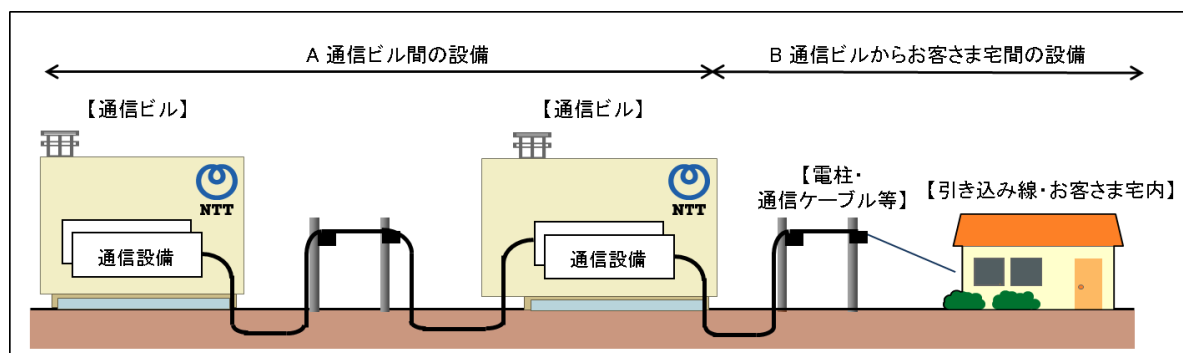 A 通信ビル間の設備
B 通信ビルからお客さま宅間の設備
【通信ビル】
【通信ビル】
【電柱・
通信ケーブル等】
【引き込み線・お客さま宅内】
NTT
NTT
通信設備
通信設備